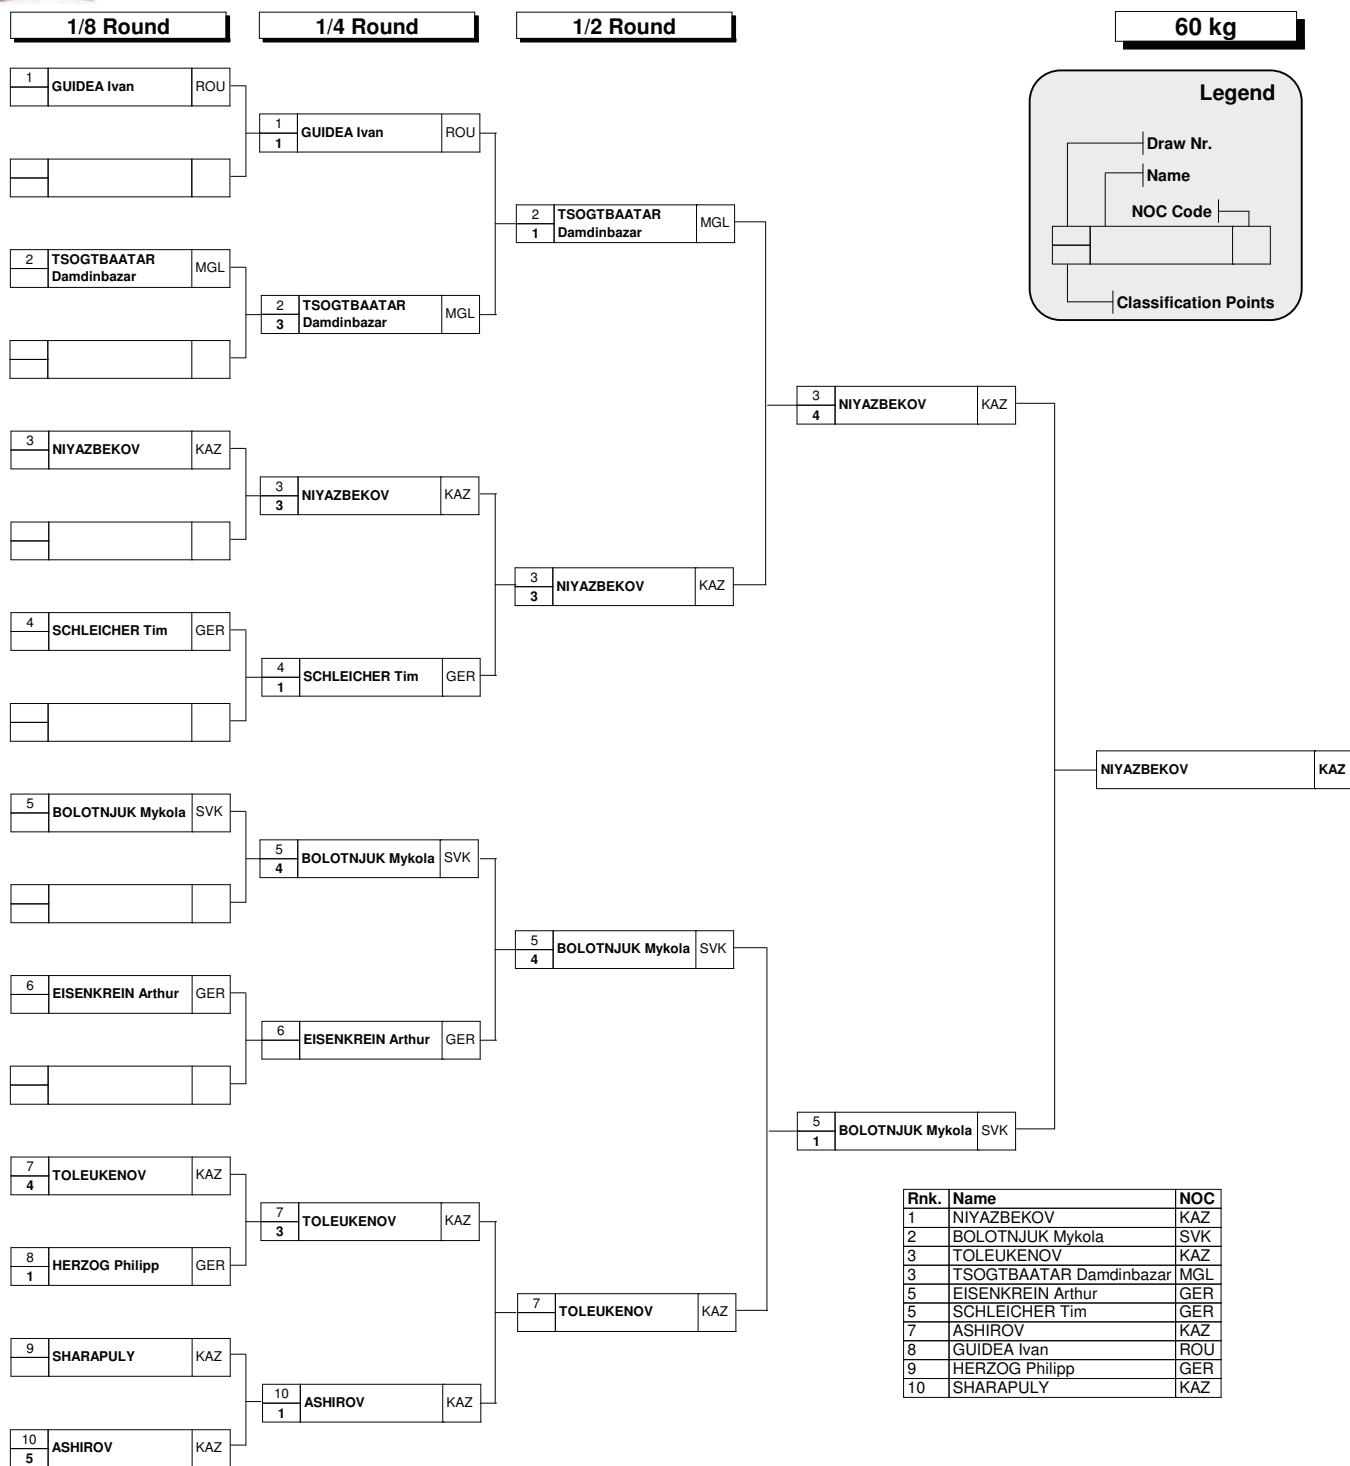 1/8 Round
1/4 Round
1/2 Round
60 kg
Legend
Draw Nr.
Name
NOC Code
Classification Points
1
GUIDEA Ivan
ROU
2
TSOGTBAATAR
Damdinbazar
MGL
3
NIYAZBEKOV
KAZ
4
SCHLEICHER Tim
GER
5
BOLOTNJUK Mykola
SVK
6
EISENKREIN Arthur
GER
7
4
TOLEUKENOV
KAZ
8
1
HERZOG Philipp
GER
9
SHARAPULY
KAZ
10
5
ASHIROV
KAZ
1
1
GUIDEA Ivan
ROU
2
3
TSOGTBAATAR
Damdinbazar
MGL
3
3
NIYAZBEKOV
KAZ
4
1
SCHLEICHER Tim
GER
5
4
BOLOTNJUK Mykola
SVK
6
EISENKREIN Arthur
GER
7
3
TOLEUKENOV
KAZ
10
1
ASHIROV
KAZ
2
1
TSOGTBAATAR
Damdinbazar
MGL
3
3
NIYAZBEKOV
KAZ
5
4
BOLOTNJUK Mykola
SVK
7
TOLEUKENOV
KAZ
3
4
NIYAZBEKOV
KAZ
5
1
BOLOTNJUK Mykola
SVK
NIYAZBEKOV
KAZ
Rnk. Name NOC
1 NIYAZBEKOV KAZ
2 BOLOTNJUK Mykola SVK
3 TOLEUKENOV KAZ
3 TSOGTBAATAR Damdinbazar MGL
5 EISENKREIN Arthur GER
5 SCHLEICHER Tim GER
7 ASHIROV KAZ
8 GUIDEA Ivan ROU
9 HERZOG Philipp GER
10 SHARAPULY KAZ